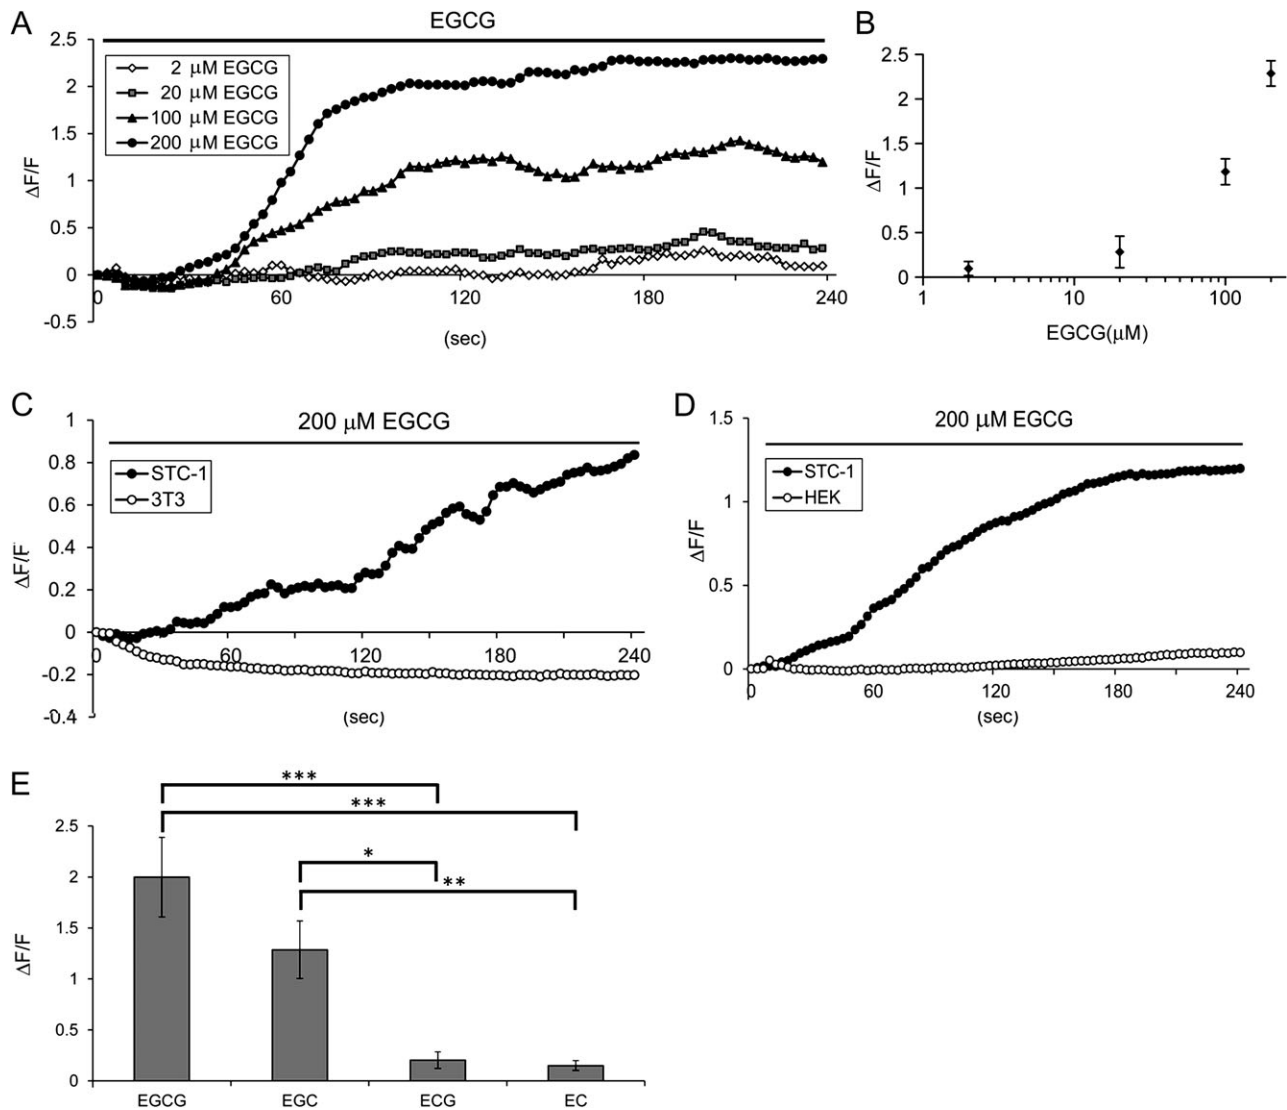 A
EGCG
2.5
2
1.5
1
0.5
0
-0.5
ΔF/F
2 μM EGCG
20 μM EGCG
100 μM EGCG
200 μM EGCG
0 60 120 180 240
(sec)
B
2.5
2
1.5
1
0.5
0
ΔF/F
1 10 100
EGCG(μM)
C
200 μM EGCG
1
0.8
0.6
0.4
0.2
0
-0.2
-0.4
ΔF/F
STC-1
3T3
0 60 120 180 240
(sec)
D
200 μM EGCG
1.5
1
0.5
0
ΔF/F
STC-1
HEK
0 60 120 180 240
(sec)
E
***
***
*
**
2.5
2
1.5
1
0.5
0
ΔF/F
EGCG EGC ECG EC